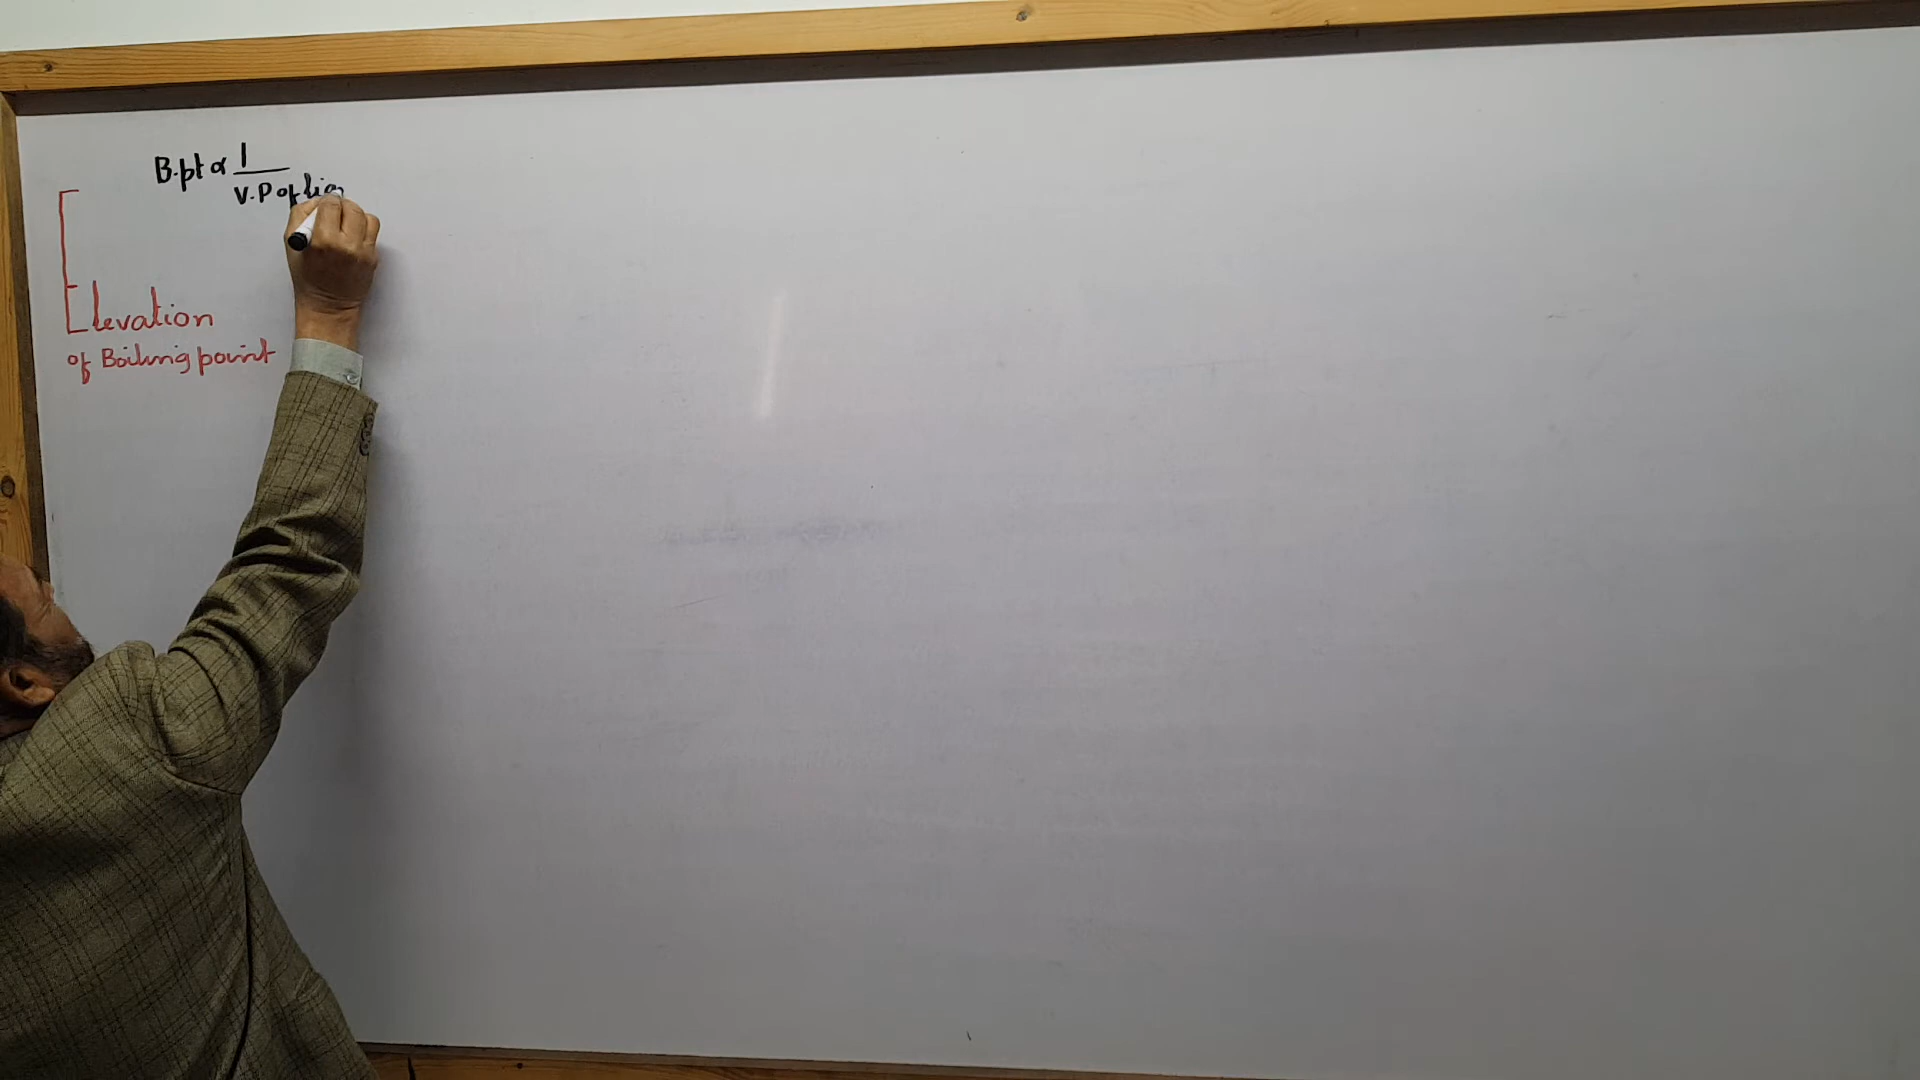 B.pt ∝ 1
V.P of Liq
Elevation
of Boiling point